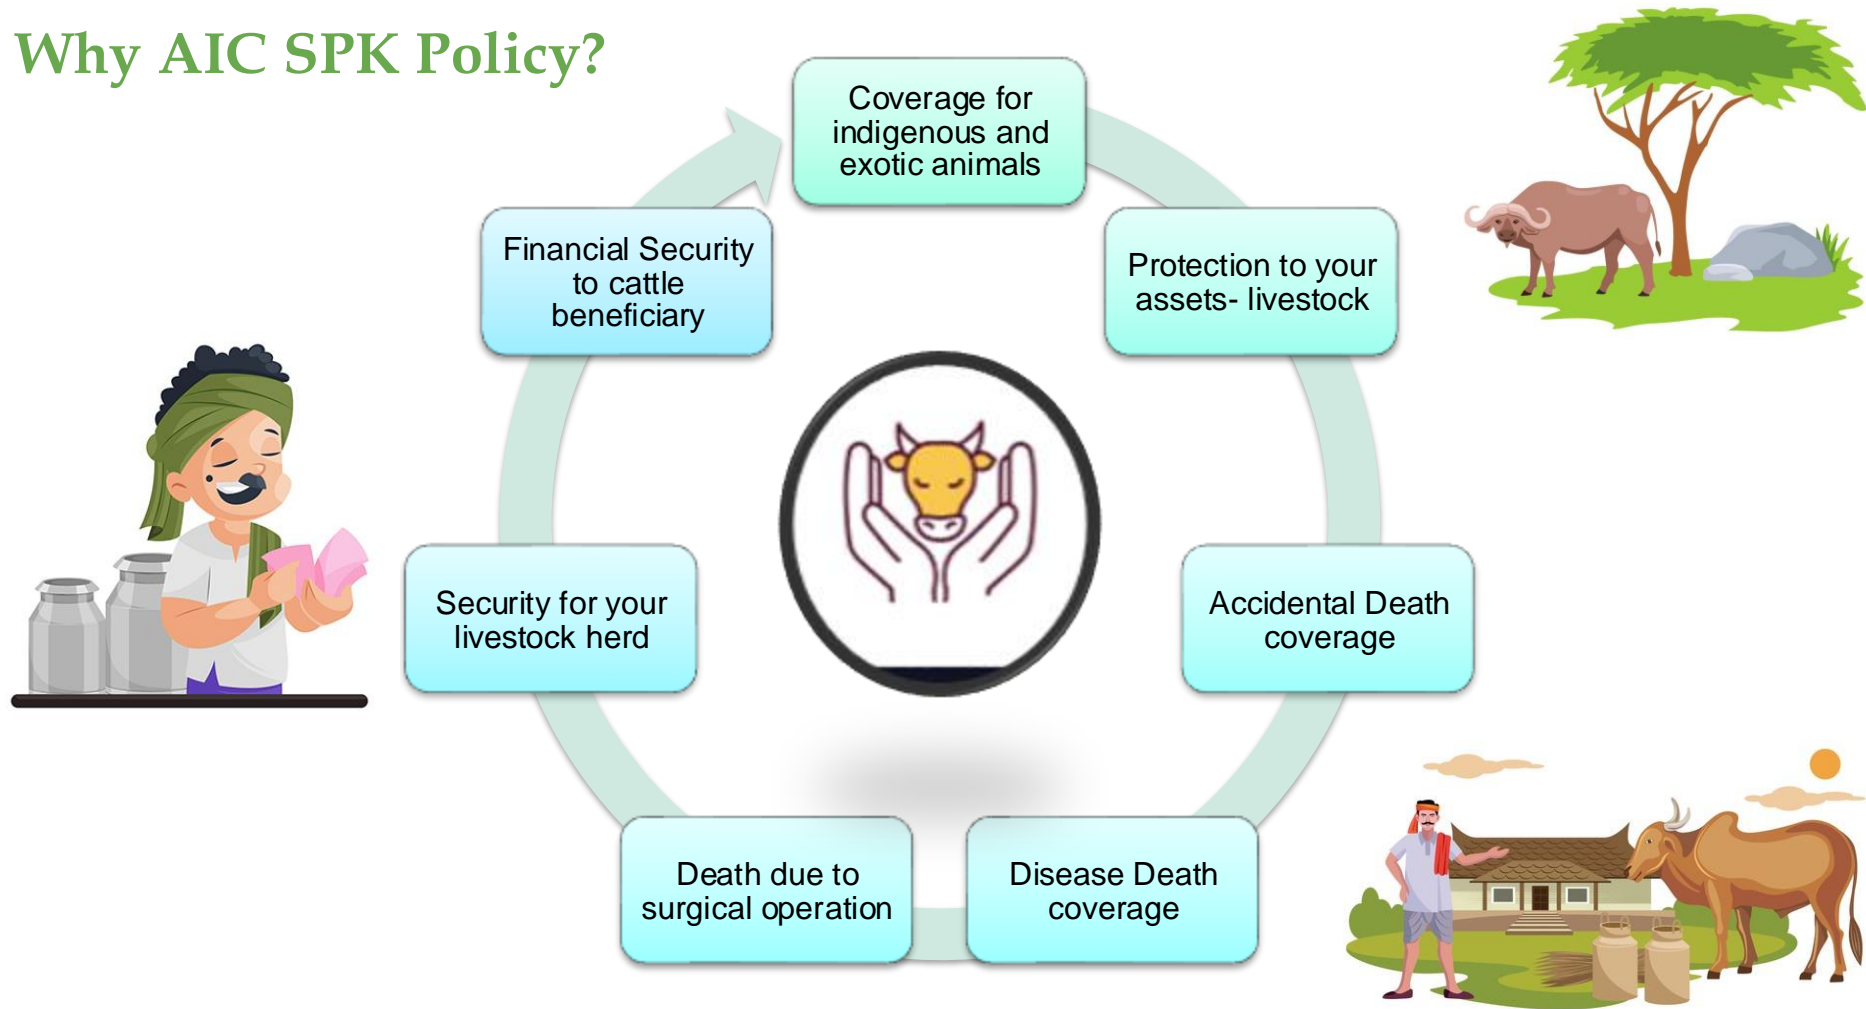 Why AIC SPK Policy?
Coverage for
indigenous and
exotic animals
Protection to your
assets- livestock
Accidental Death
coverage
Disease Death
coverage
Death due to
surgical operation
Security for your
livestock herd
Financial Security
to cattle
beneficiary